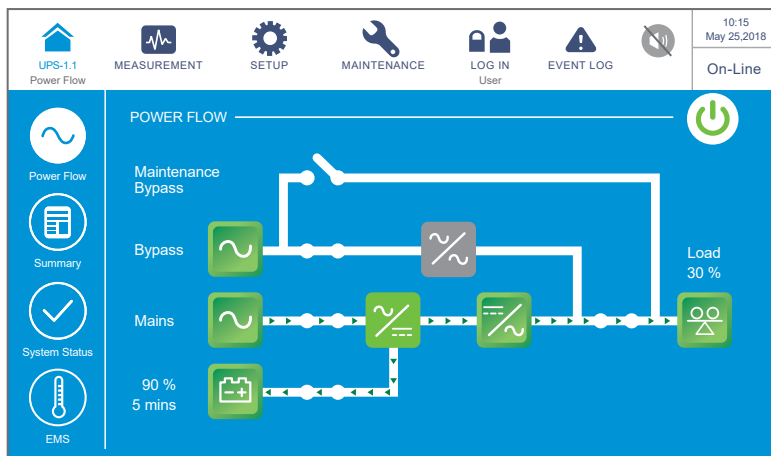 UPS-1.1
Power Flow
MEASUREMENT
SETUP
MAINTENANCE
LOG IN
User
EVENT LOG
10:15
May 25,2018
On-Line
Power Flow
Summary
System Status
EMS
POWER FLOW
Maintenance
Bypass
Bypass
Mains
90 %
5 mins
Load
30 %